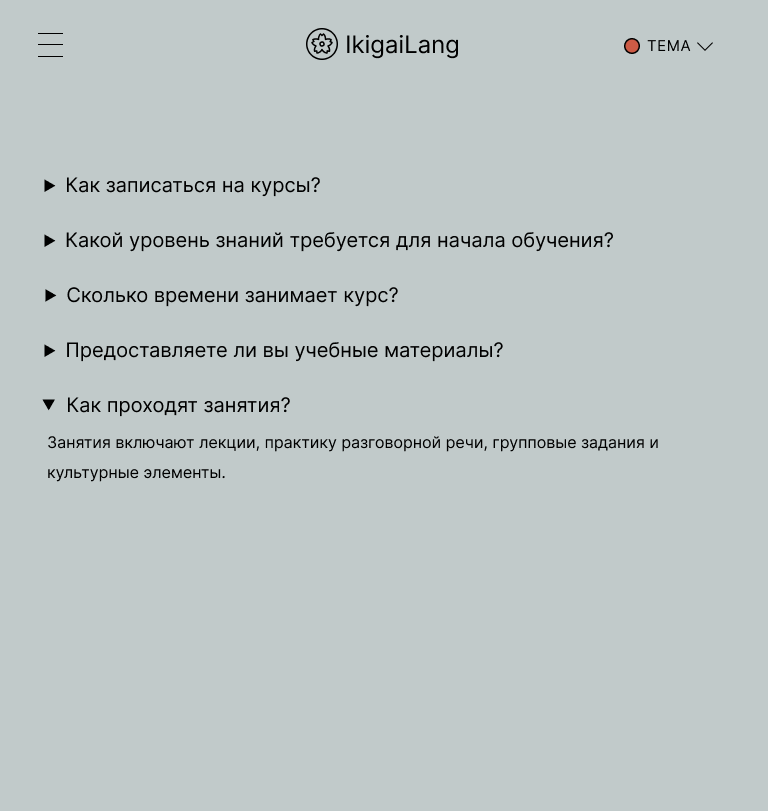 IkigaiLang
ТЕМА
Как записаться на курсы?
Какой уровень знаний требуется для начала обучения?
Сколько времени занимает курс?
Предоставляете ли вы учебные материалы?
Как проходят занятия?
Занятия включают лекции, практику разговорной речи, групповые задания и
культурные элементы.